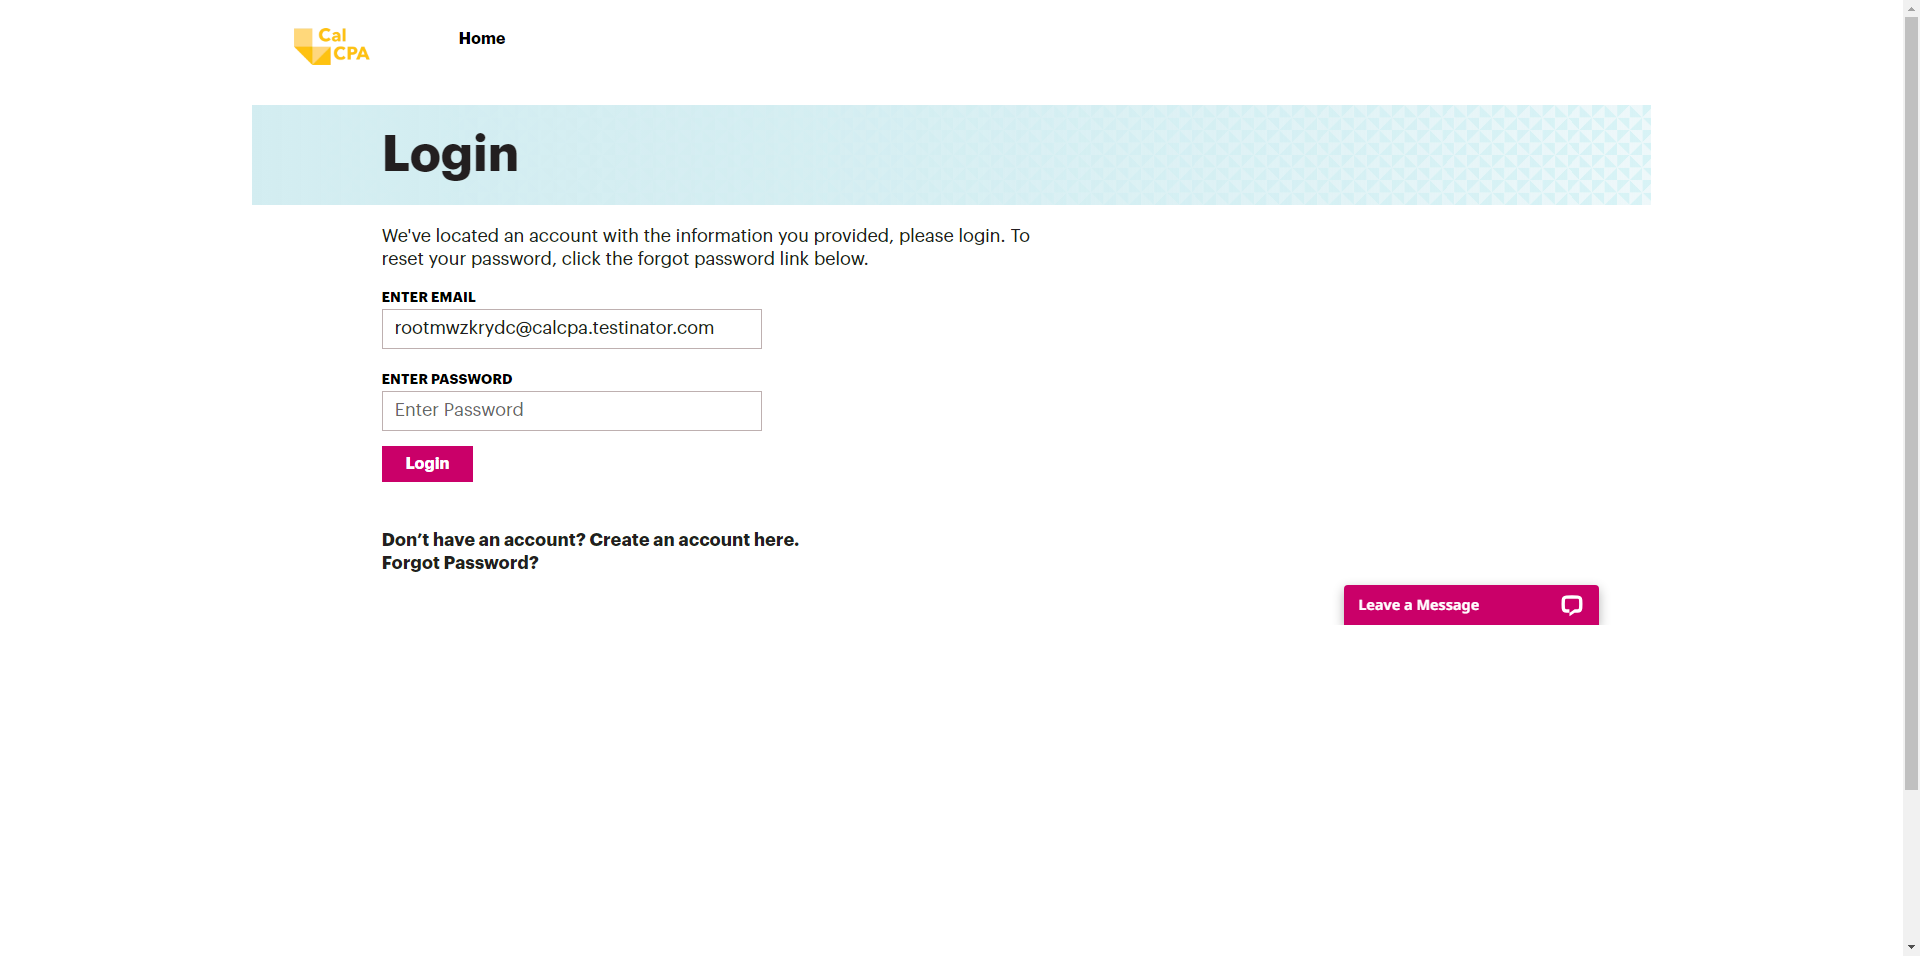 Cal
CPA
Home
Login
We've located an account with the information you provided, please login. To
reset your password, click the forgot password link below.
ENTER EMAIL
rootmwzkrydc@calcpa.testinator.com
ENTER PASSWORD
Enter Password
Login
Don’t have an account? Create an account here.
Forgot Password?
Leave a Message